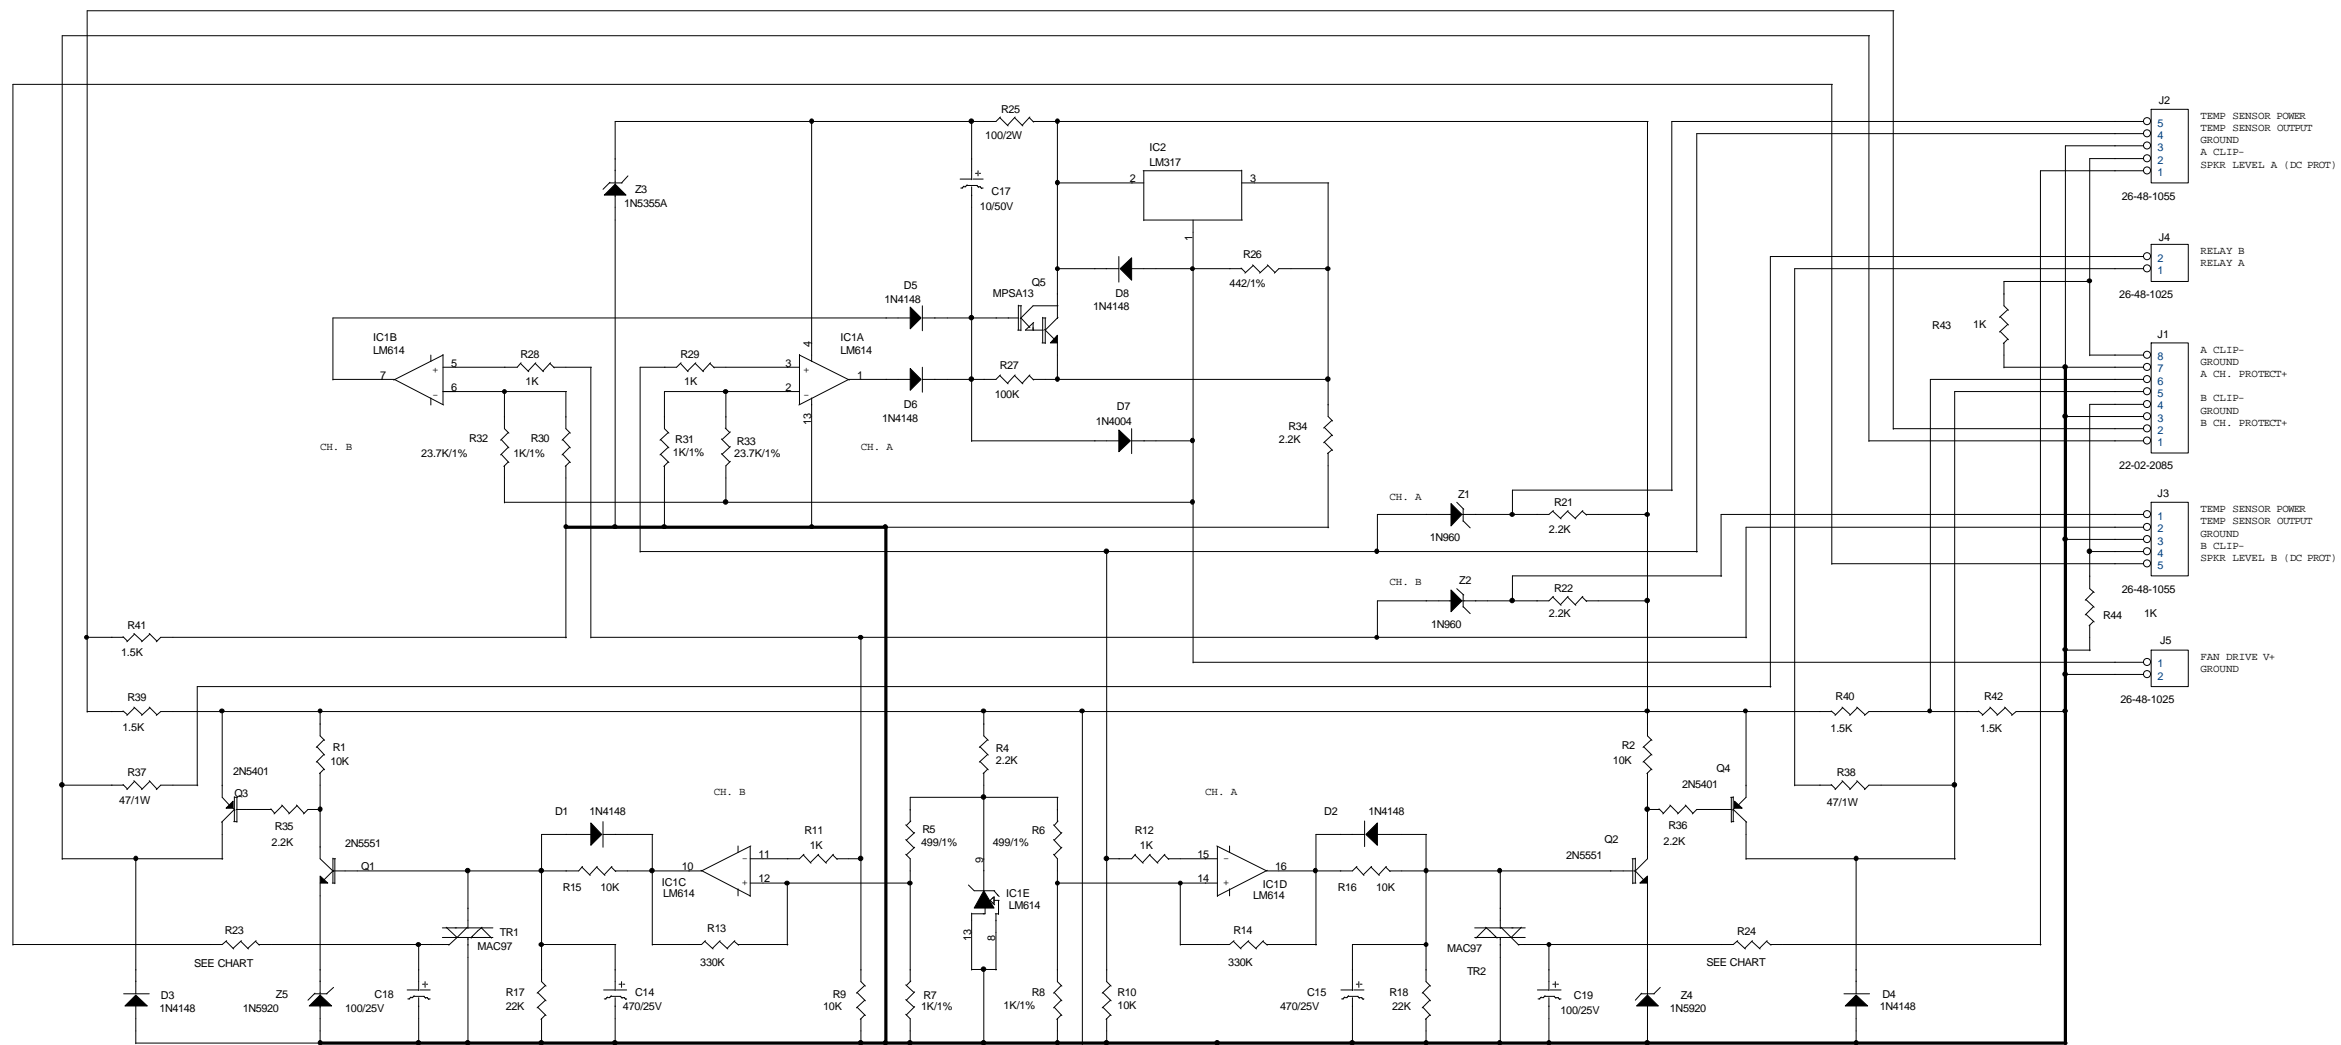 J2
R25
100/2W
5 TEMP SENSOR POWER
4 TEMP SENSOR OUTPUT
3 GROUND
2 A CLIP-
1 SPKR LEVEL A (DC PROT)
26-48-1055
IC2
LM317
2
3
1
Z3
1N5355A
+
C17
10/50V
J4
2 RELAY B
1 RELAY A
26-48-1025
R26
442/1%
D5
1N4148
MPSA13
Q5
D8
1N4148
R43
1K
J1
8 A CLIP-
7 GROUND
6 A CH. PROTECT+
5
4 B CLIP-
3 GROUND
2 B CH. PROTECT+
1
22-02-2085
IC1B
LM614
7
5
6
+
-
R28
1K
R29
1K
IC1A
LM614
4
3
2
1
13
+
-
D6
1N4148
R27
100K
D7
1N4004
R34
2.2K
CH. B
R32
23.7K/1%
R30
1K/1%
R31
1K/1%
R33
23.7K/1%
CH. A
CH. A
Z1
1N960
R21
2.2K
J3
1 TEMP SENSOR POWER
2 TEMP SENSOR OUTPUT
3 GROUND
4 B CLIP-
5 SPKR LEVEL B (DC PROT)
26-48-1055
CH. B
Z2
1N960
R22
2.2K
R44
1K
R41
1.5K
J5
1 FAN DRIVE V+
2 GROUND
26-48-1025
R39
1.5K
R40
1.5K
R42
1.5K
R1
10K
R4
2.2K
R2
10K
R37
47/1W
2N5401
Q3
R35
2.2K
CH. B
CH. A
Q4
2N5401
R38
47/1W
D1
1N4148
R11
1K
R5
499/1%
R6
499/1%
R12
1K
D2
1N4148
Q2
2N5551
R36
2.2K
2N5551
Q1
R15
10K
10
IC1C
LM614
11
12
-
+
9
IC1E
LM614
13
8
15
14
-
+
16
IC1D
LM614
R16
10K
R23
SEE CHART
TR1
MAC97
R13
330K
R14
330K
MAC97
TR2
R24
SEE CHART
D3
1N4148
Z5
1N5920
C18
100/25V
+
R17
22K
+
C14
470/25V
R9
10K
R7
1K/1%
R8
1K/1%
R10
10K
C15
470/25V
+
R18
22K
+
C19
100/25V
Z4
1N5920
D4
1N4148